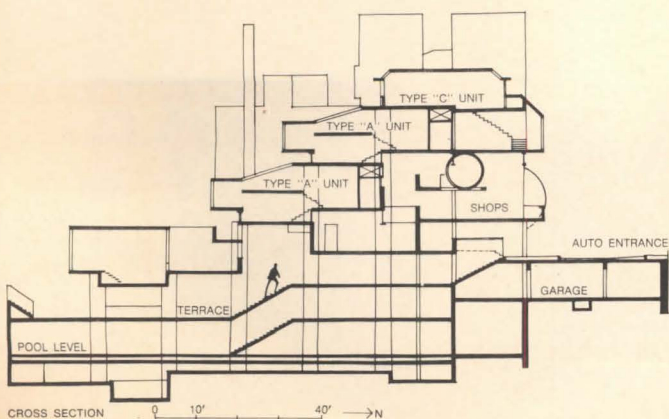 TYPE "C" UNIT
TYPE "A" UNIT
TYPE "A" UNIT
SHOPS
AUTO ENTRANCE
GARAGE
TERRACE
POOL LEVEL
CROSS SECTION 0 10' 40' →N